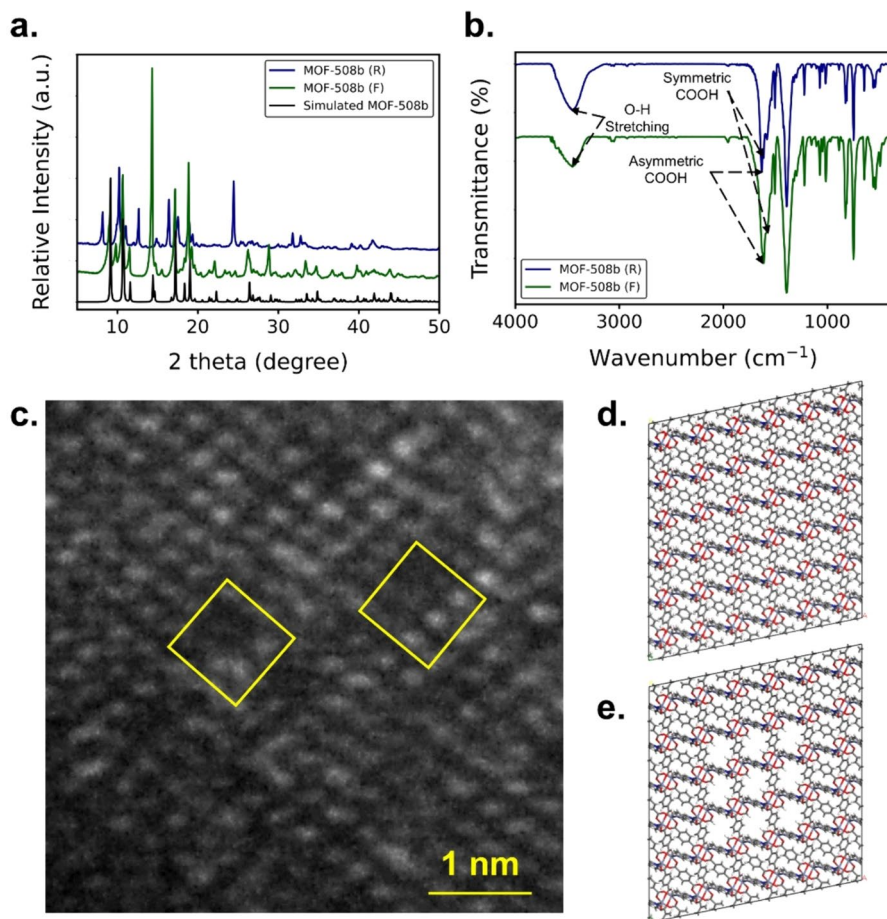 a.
Relative Intensity (a.u.)
MOF-508b (R)
MOF-508b (F)
Simulated MOF-508b
10 20 30 40 50
2 theta (degree)
b.
Transmittance (%)
Symmetric
COOH
O-H
Stretching
Asymmetric
COOH
MOF-508b (R)
MOF-508b (F)
4000 3000 2000 1000
Wavenumber (cm⁻¹)
c.
1 nm
d.
e.